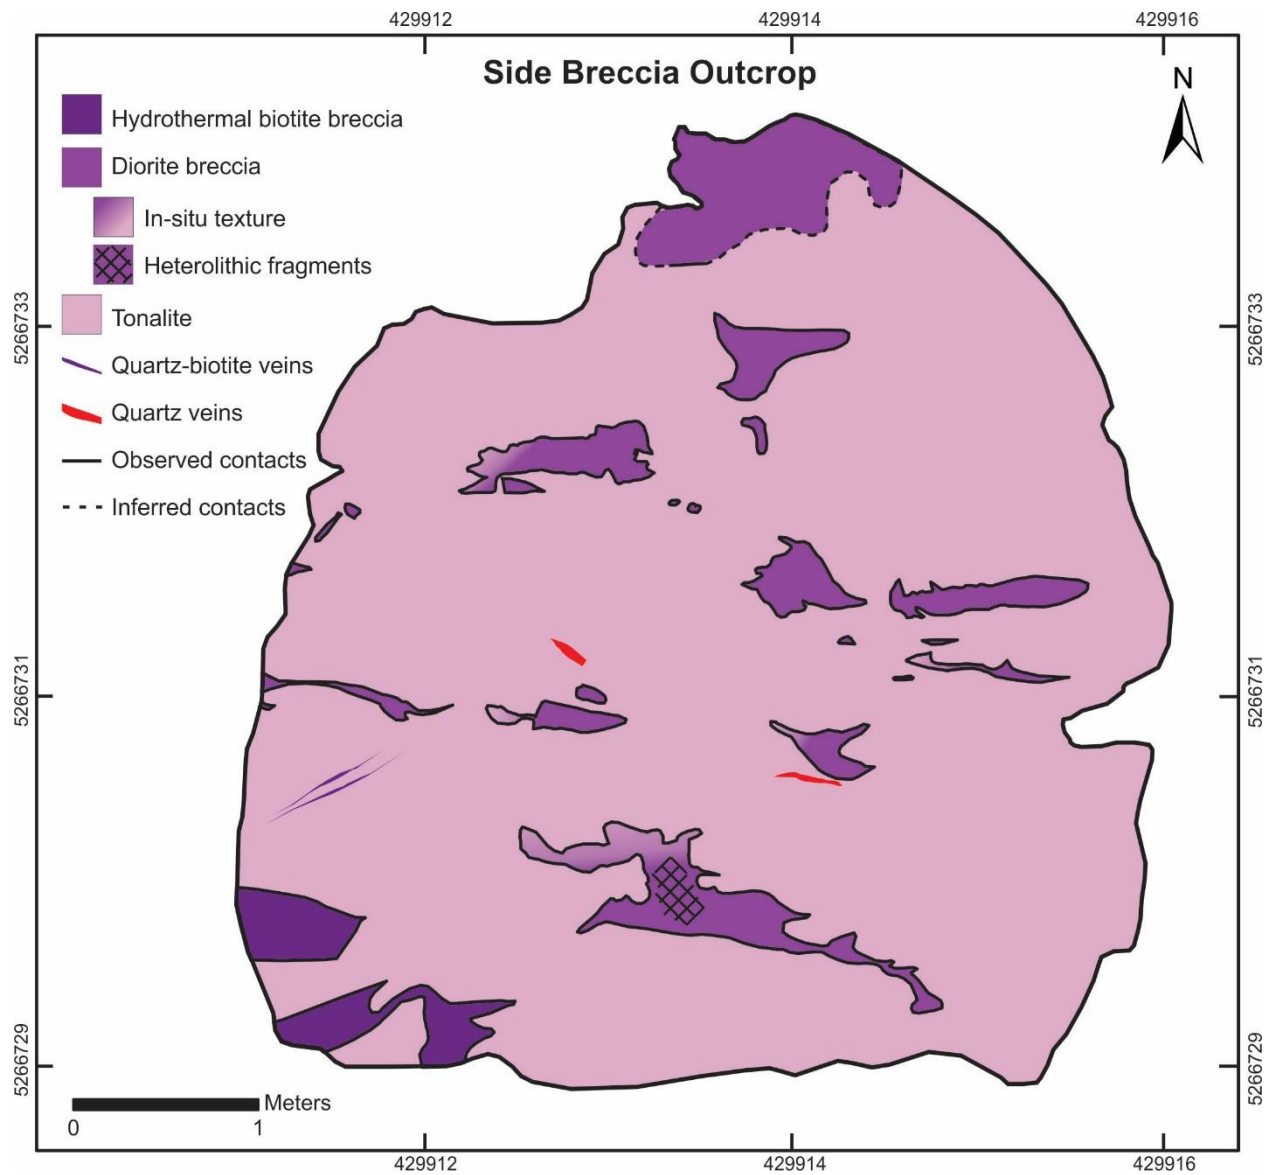 429912 429914 429916
Side Breccia Outcrop
N
Hydrothermal biotite breccia
Diorite breccia
In-situ texture
Heterolithic fragments
Tonalite
Quartz-biotite veins
Quartz veins
Observed contacts
Inferred contacts
5266733 5266733
5266731 5266731
5266729 5266729
Meters
0 1
429912 429914 429916